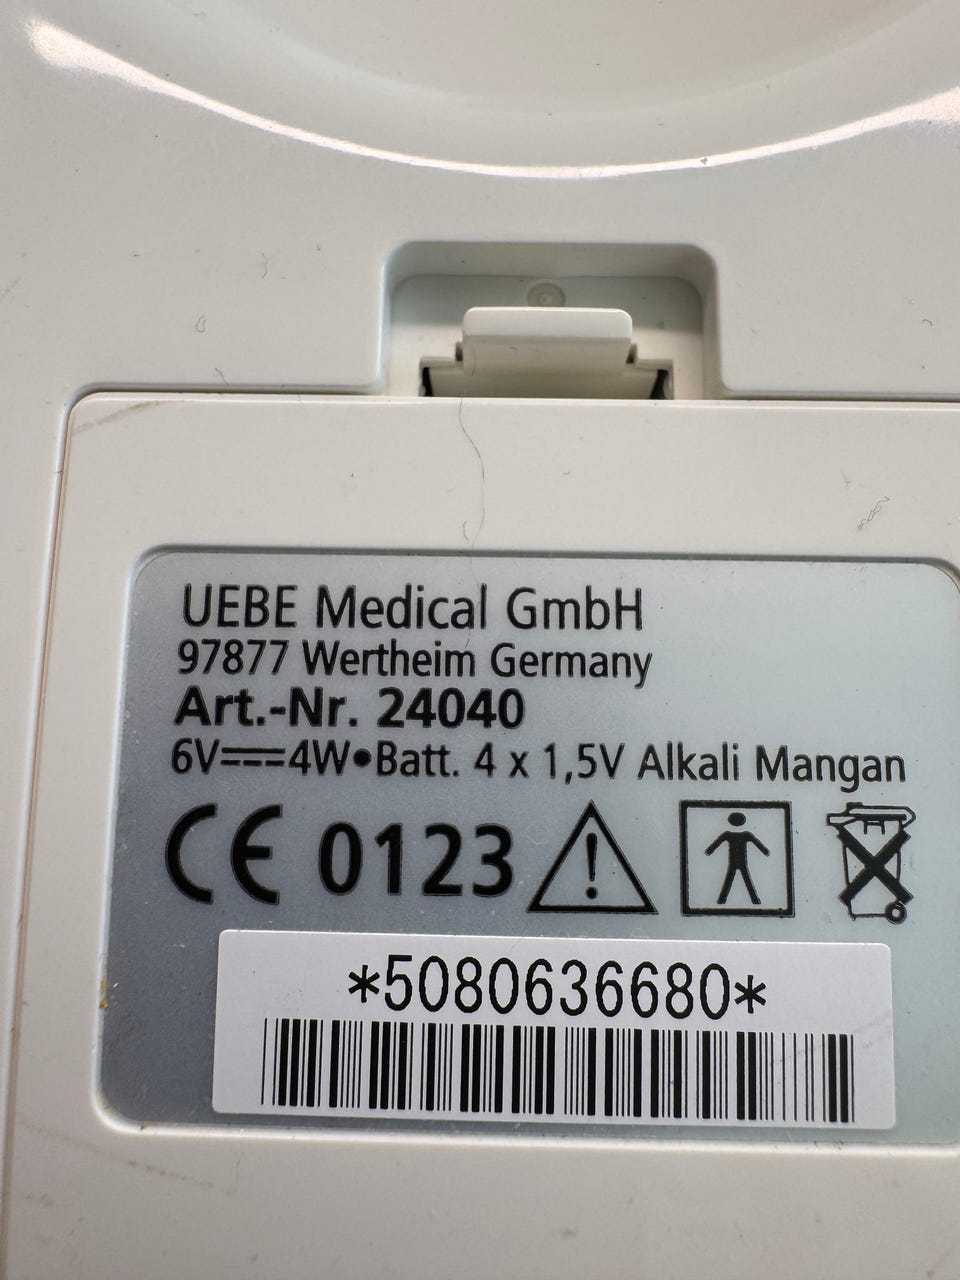 UEBE Medical GmbH
97877 Wertheim Germany
Art.-Nr. 24040
6V⎓4W•Batt. 4 x 1,5V Alkali Mangan
CE 0123
*5080636680*